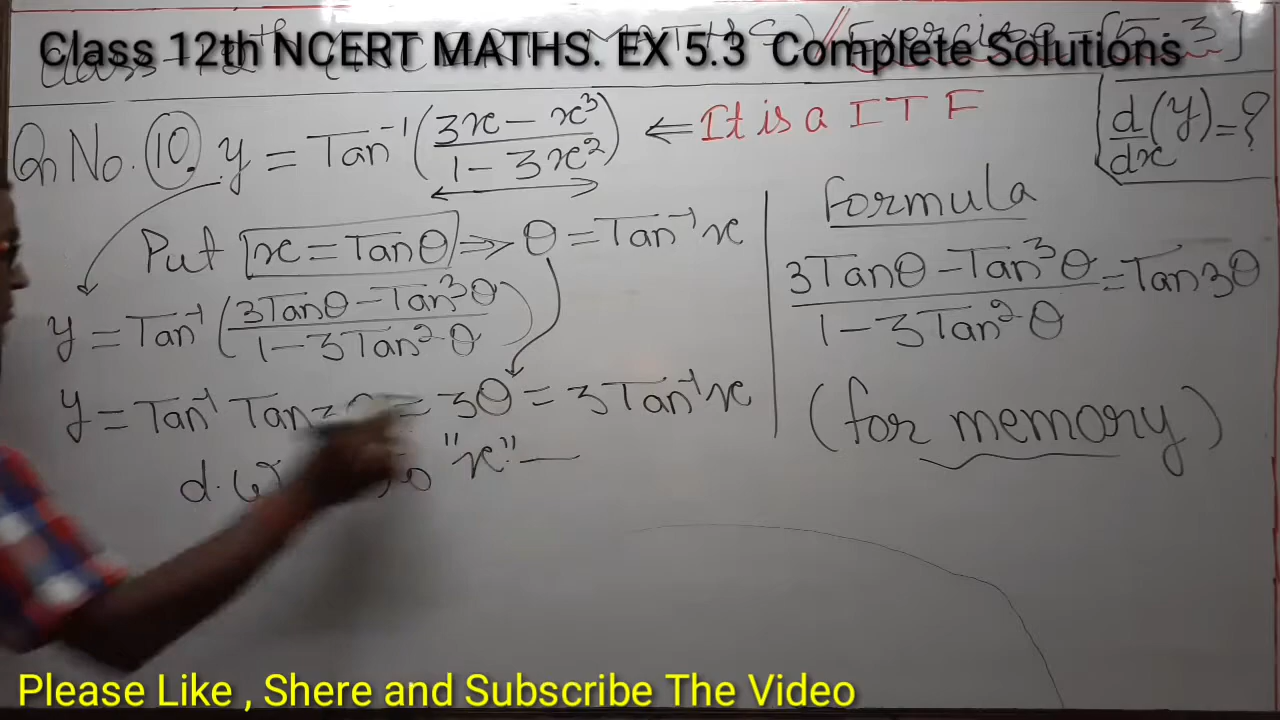 Class 12th NCERT MATHS. EX 5.3 Complete Solutions
Qn No. 10. y = Tan⁻¹ (3x − x³ / 1 − 3x²) ⇐ It is a I T F
d/dx (y) = ?
Put x = Tanθ ⇒ θ = Tan⁻¹x
y = Tan⁻¹ (3Tanθ − Tan³θ / 1 − 3Tan²θ)
y = Tan⁻¹ Tan3 = 3θ = 3Tan⁻¹x
d. "x"
Formula
3Tanθ − Tan³θ / 1 − 3Tan²θ = Tan3θ
(for memory)
Please Like , Shere and Subscribe The Video